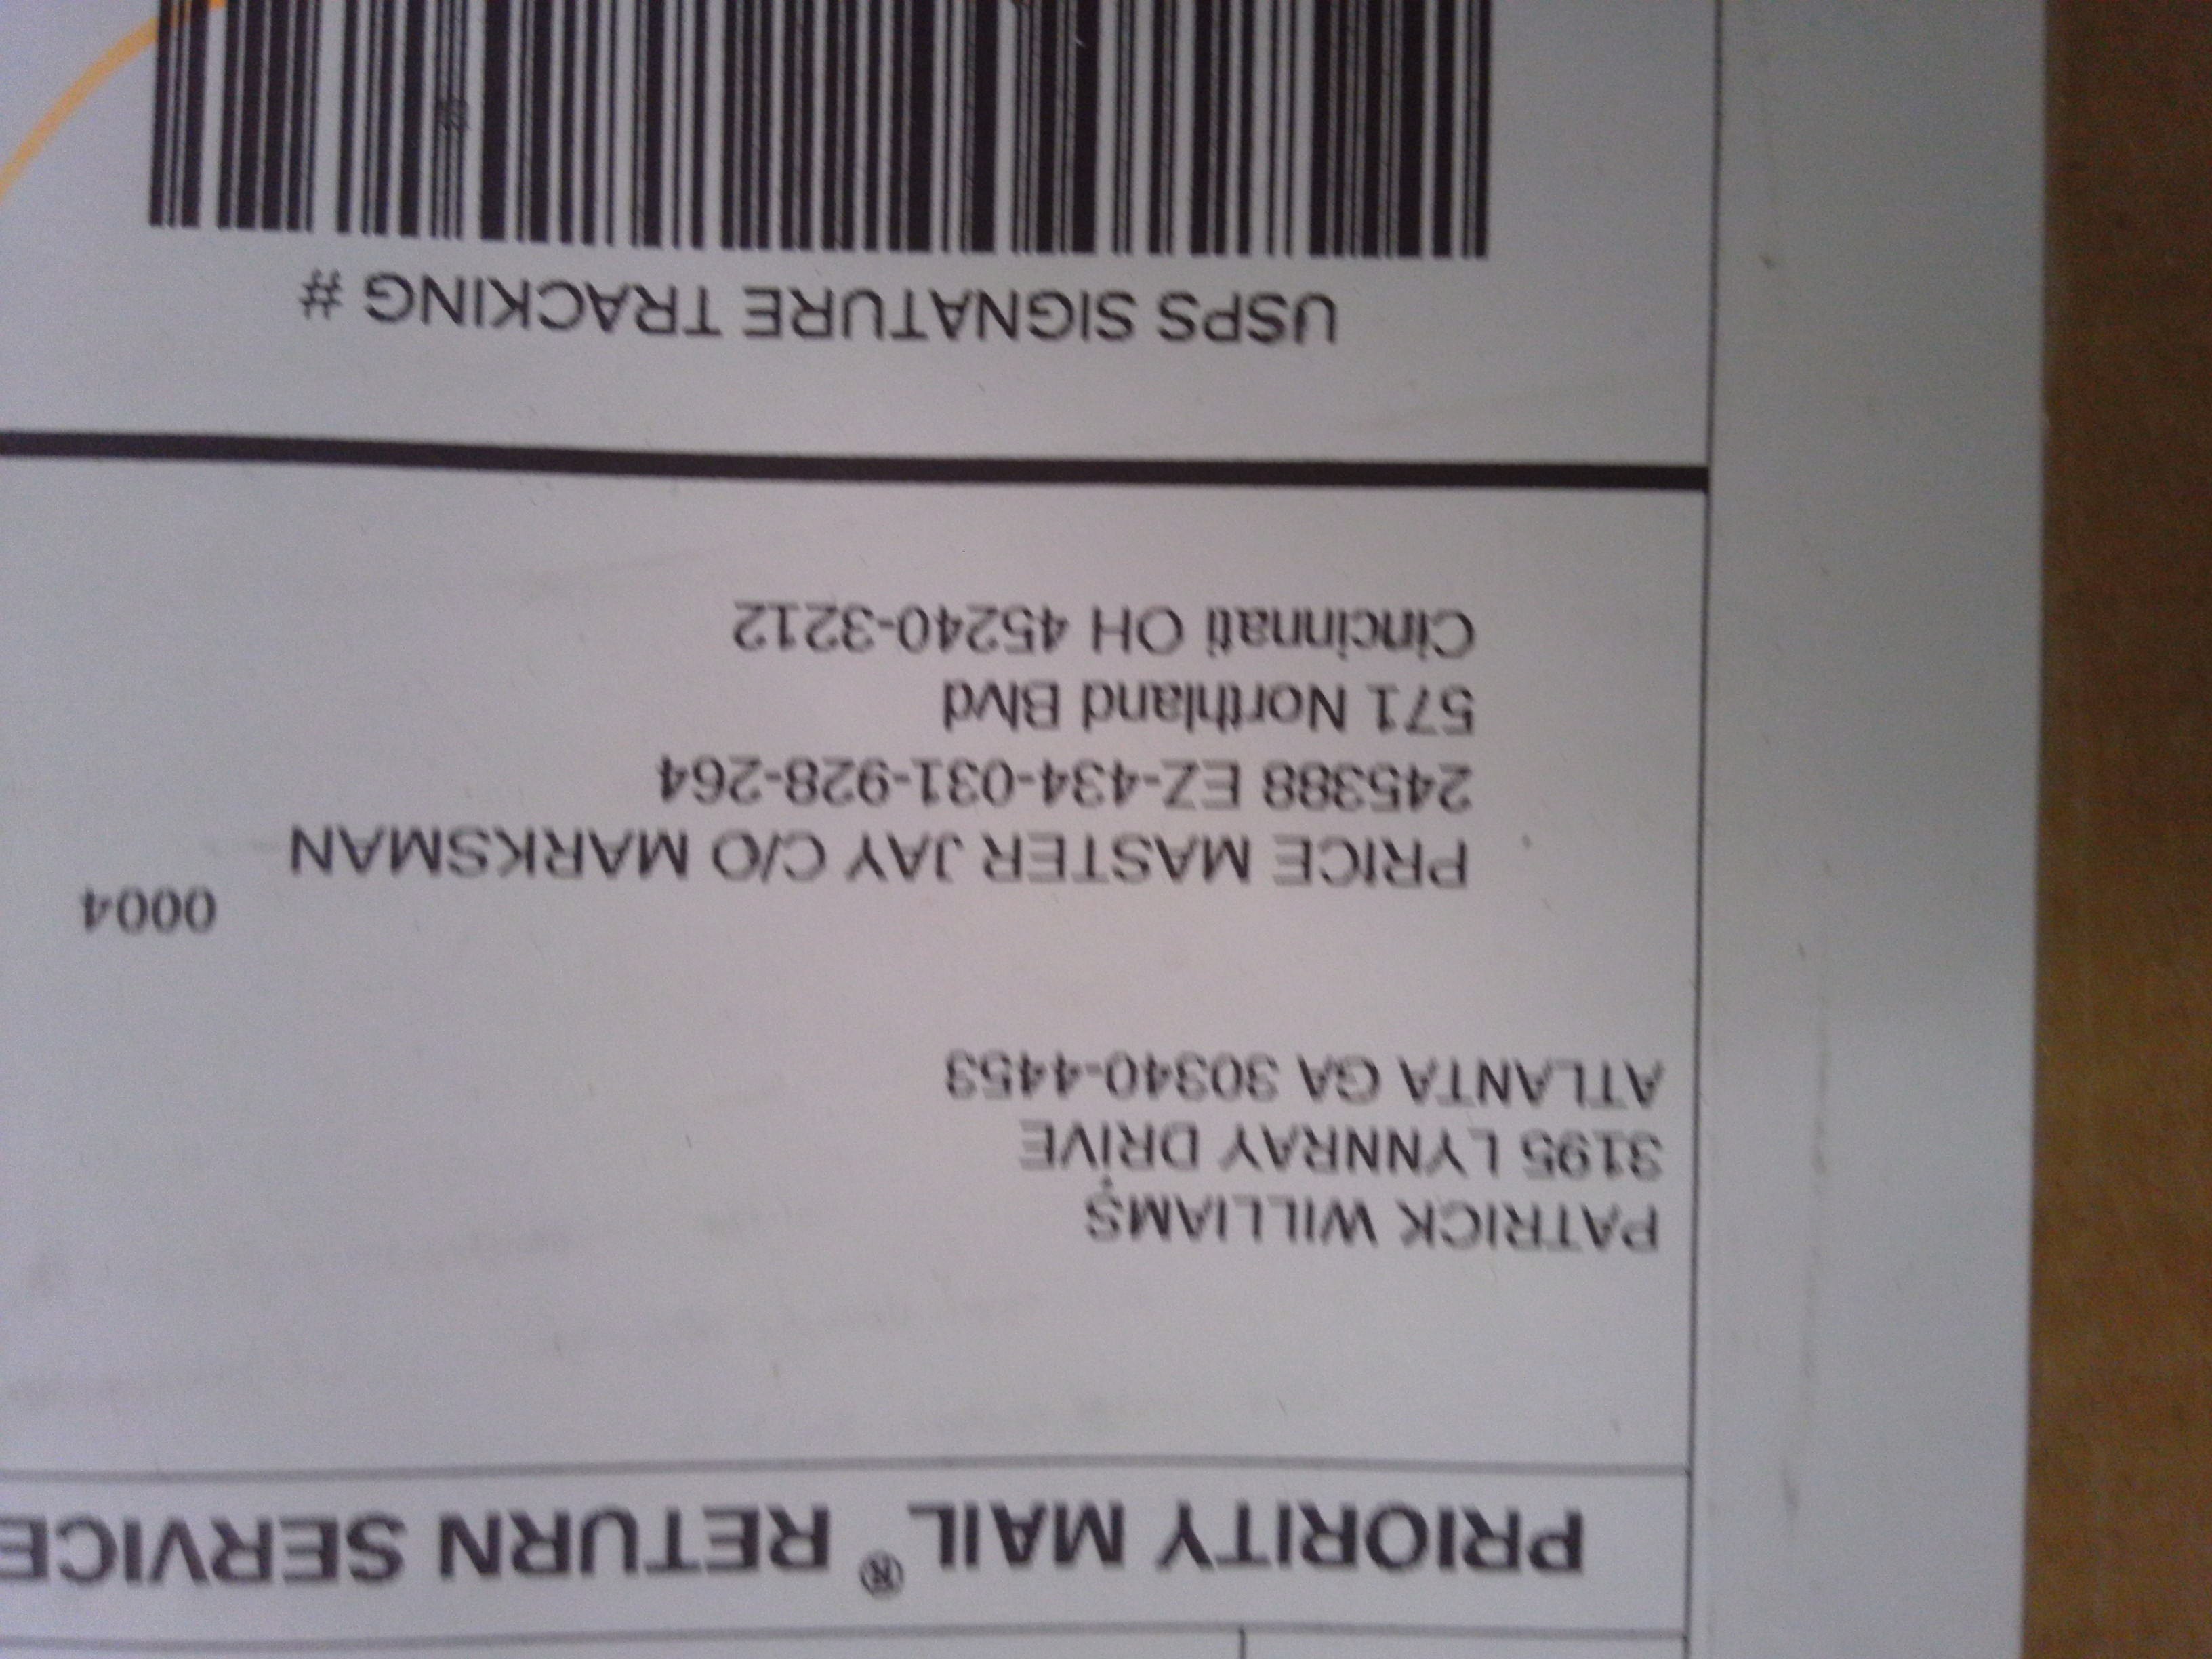 PRIORITY MAIL® RETURN SERVICE
PATRICK WILLIAMS
3195 LYNNRAY DRIVE
ATLANTA GA 30340-4453
0004
PRICE MASTER JAY C/O MARKSMAN
245388 EZ-434-031-928-264
571 Northland Blvd
Cincinnati OH 45240-3212
USPS SIGNATURE TRACKING #